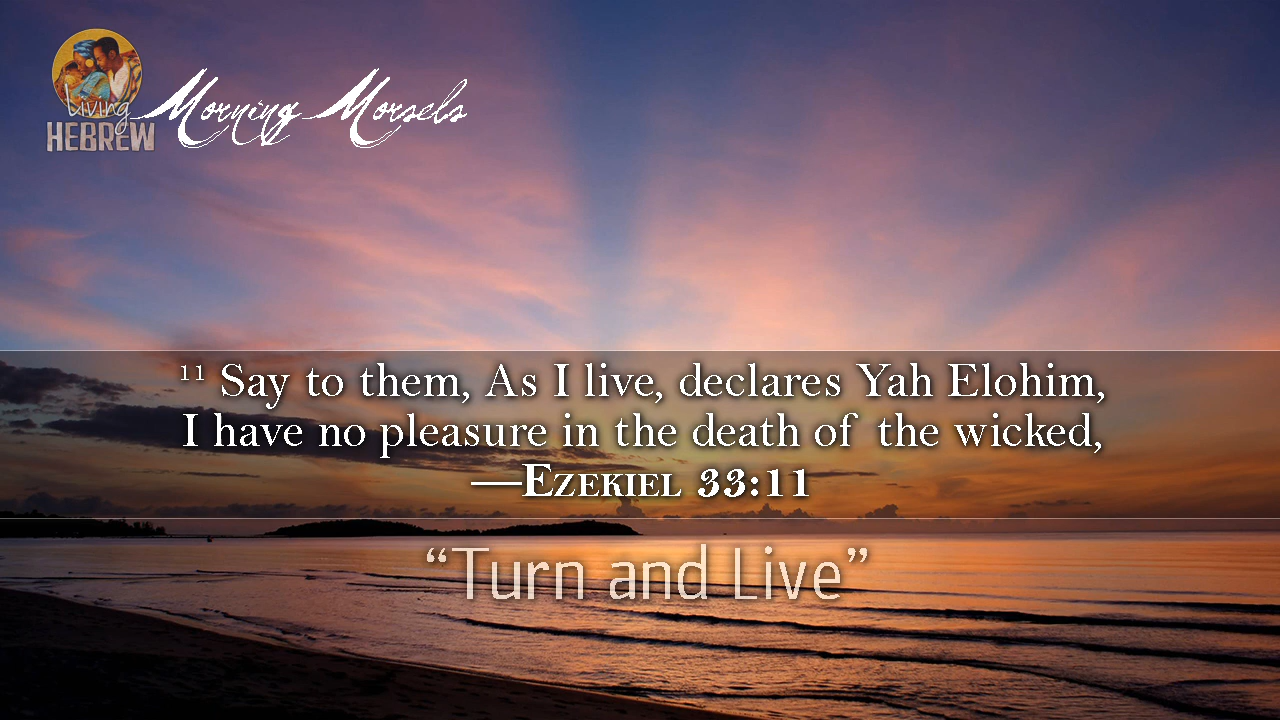 Living
HEBREW
Morning Morsels
11 Say to them, As I live, declares Yah Elohim,
I have no pleasure in the death of the wicked,
—EZEKIEL 33:11
“Turn and Live”